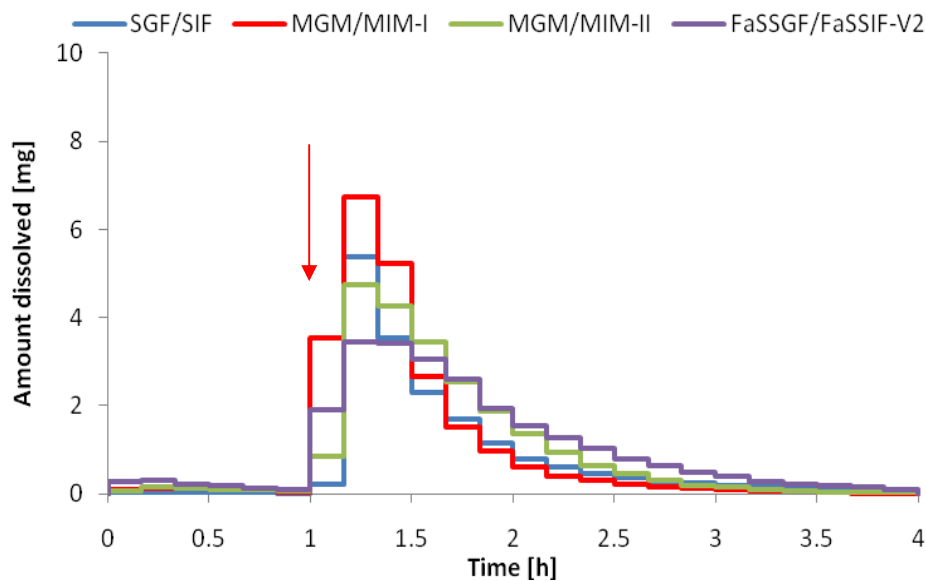 SGF/SIF MGM/MIM-I MGM/MIM-II FaSSGF/FaSSIF-V2
10
8
6
4
2
0
Amount dissolved [mg]
0 0.5 1 1.5 2 2.5 3 3.5 4
Time [h]